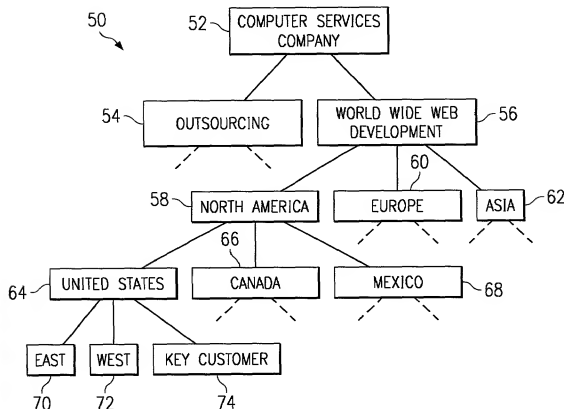 50
52
COMPUTER SERVICES
COMPANY
54
OUTSOURCING
WORLD WIDE WEB
DEVELOPMENT
56
58
NORTH AMERICA
60
EUROPE
ASIA
62
64
UNITED STATES
66
CANADA
MEXICO
68
EAST
WEST
KEY CUSTOMER
70
72
74